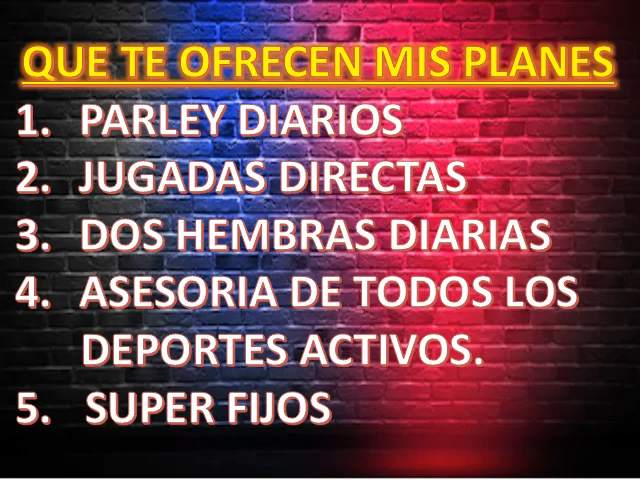 QUE TE OFRECEN MIS PLANES
1. PARLEY DIARIOS
2. JUGADAS DIRECTAS
3. DOS HEMBRAS DIARIAS
4. ASESORIA DE TODOS LOS
DEPORTES ACTIVOS.
5. SUPER FIJOS